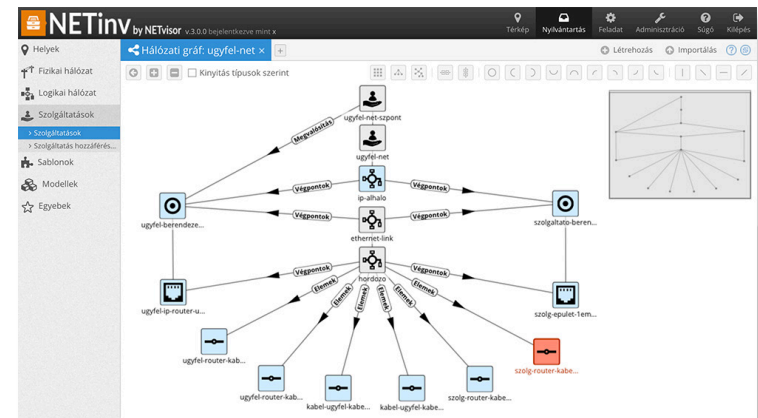 NETinv by NETvisor v.3.0.0 bejelentkezve mint x
Térkép
Nyilvántartás
Feladat
Adminisztráció
Súgó
Kilépés
Helyek
Hálózati gráf: ugyfel-net ×
Létrehozás
Importálás
Fizikai hálózat
Kinyitás típusok szerint
Logikai hálózat
Szolgáltatások
> Szolgáltatások
> Szolgáltatás hozzáférés...
Sablonok
Modellek
Egyebek
ugyfel-net-szpont
Megvalósítás
ugyfel-net
Végpontok
Végpontok
ip-alhalo
Végpontok
Végpontok
ugyfel-berendeze...
szolgaltato-beren...
ethernet-link
Végpontok
Végpontok
hordozo
Elemek
Elemek
Elemek
Elemek
Elemek
Elemek
ugyfel-ip-router-u...
szolg-epulet-1em...
ugyfel-router-kab...
szolg-router-kabe...
ugyfel-router-kab...
szolg-router-kabe...
kabel-ugyfel-kabe...
kabel-ugyfel-kabe...